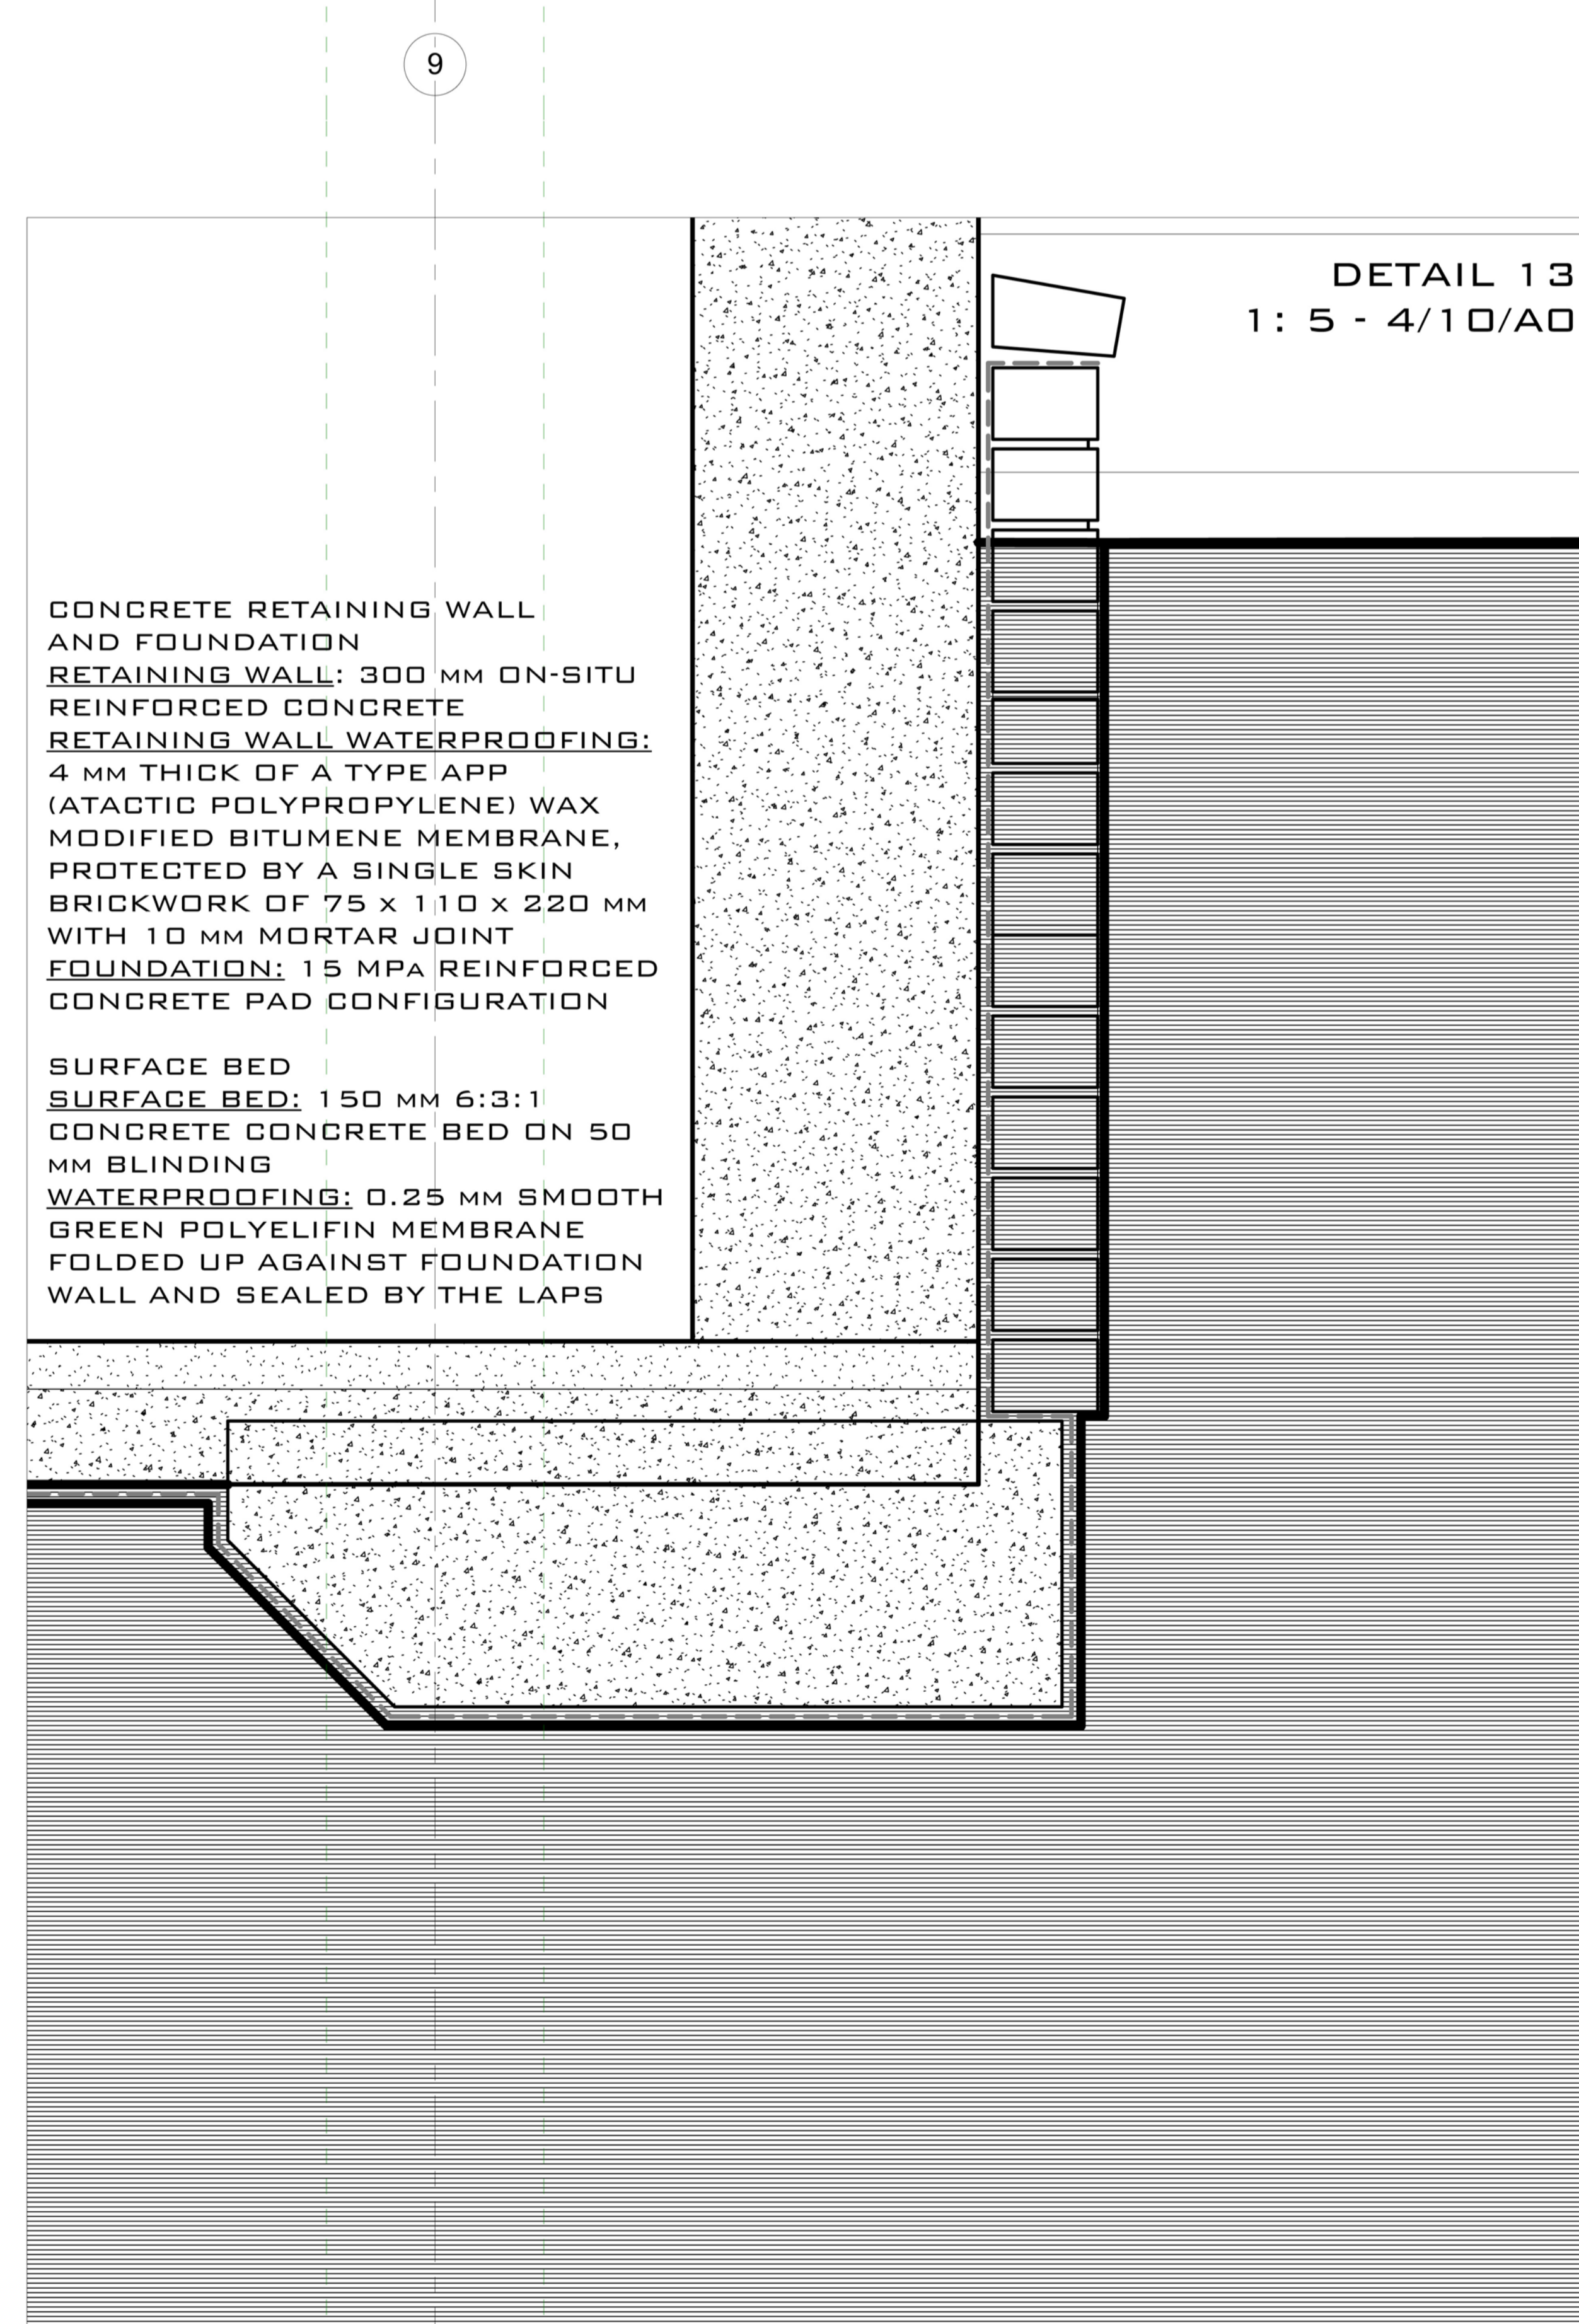 9
DETAIL 13
1: 5 - 4/10/A0
CONCRETE RETAINING WALL
AND FOUNDATION
RETAINING WALL: 300 MM ON-SITU
REINFORCED CONCRETE
RETAINING WALL WATERPROOFING:
4 MM THICK OF A TYPE APP
(ATACTIC POLYPROPYLENE) WAX
MODIFIED BITUMENE MEMBRANE,
PROTECTED BY A SINGLE SKIN
BRICKWORK OF 75 X 110 X 220 MM
WITH 10 MM MORTAR JOINT
FOUNDATION: 15 MPA REINFORCED
CONCRETE PAD CONFIGURATION
SURFACE BED
SURFACE BED: 150 MM 6:3:1
CONCRETE CONCRETE BED ON 50
MM BLINDING
WATERPROOFING: 0.25 MM SMOOTH
GREEN POLYELIFIN MEMBRANE
FOLDED UP AGAINST FOUNDATION
WALL AND SEALED BY THE LAPS